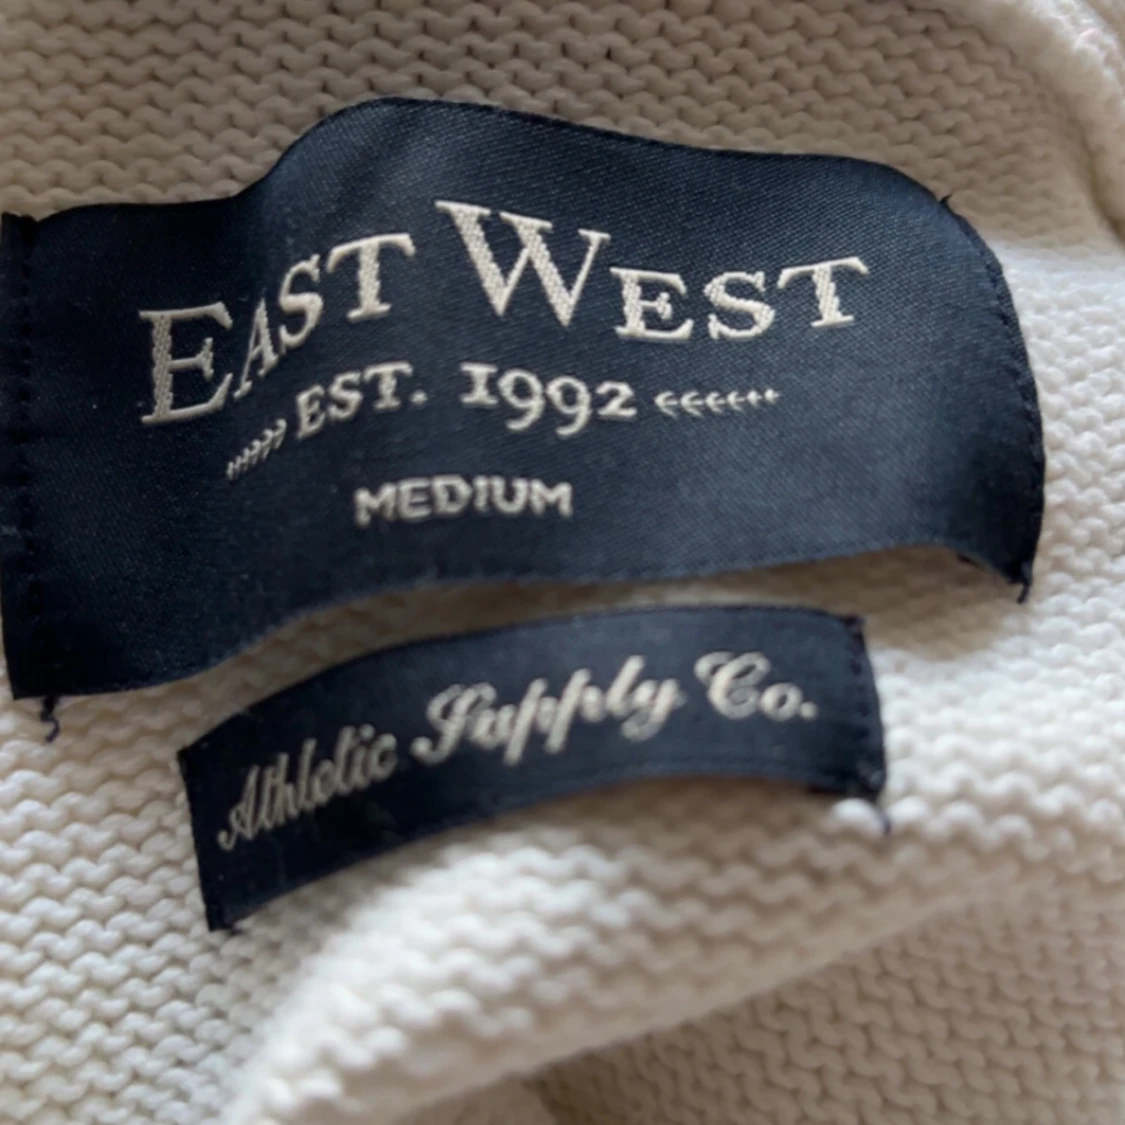 EAST WEST
EST. 1992
MEDIUM
Athletic Supply Co.